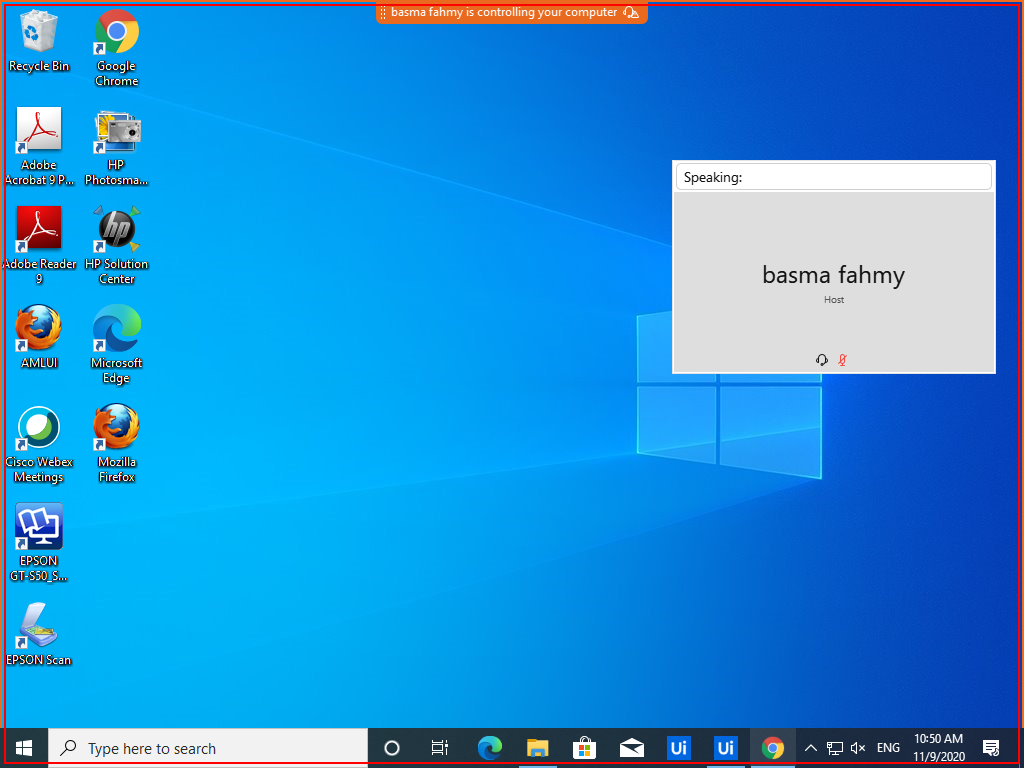 basma fahmy is controlling your computer
Recycle Bin
Google
Chrome
Adobe
Acrobat 9 P...
HP
Photosma...
Adobe Reader
9
HP Solution
Center
AMLUI
Microsoft
Edge
Cisco Webex
Meetings
Mozilla
Firefox
EPSON
GT-S50_S...
EPSON Scan
Speaking:
basma fahmy
Host
hp
Type here to search
Ui
Ui
ENG
10:50 AM
11/9/2020